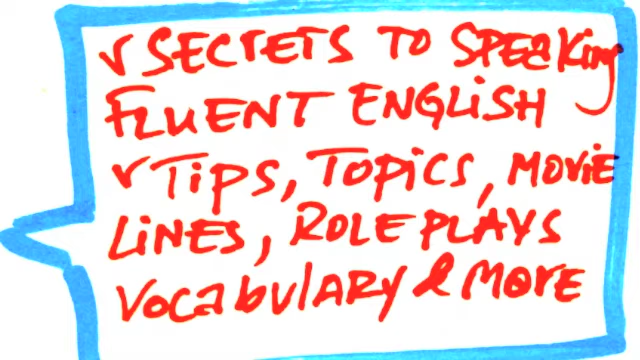 ✓ SECRETS TO SPEAKING
FLUENT ENGLISH
✓ TIPS, TOPICS, MOVIE
LINES, ROLEPLAYS
VOCABULARY & MORE